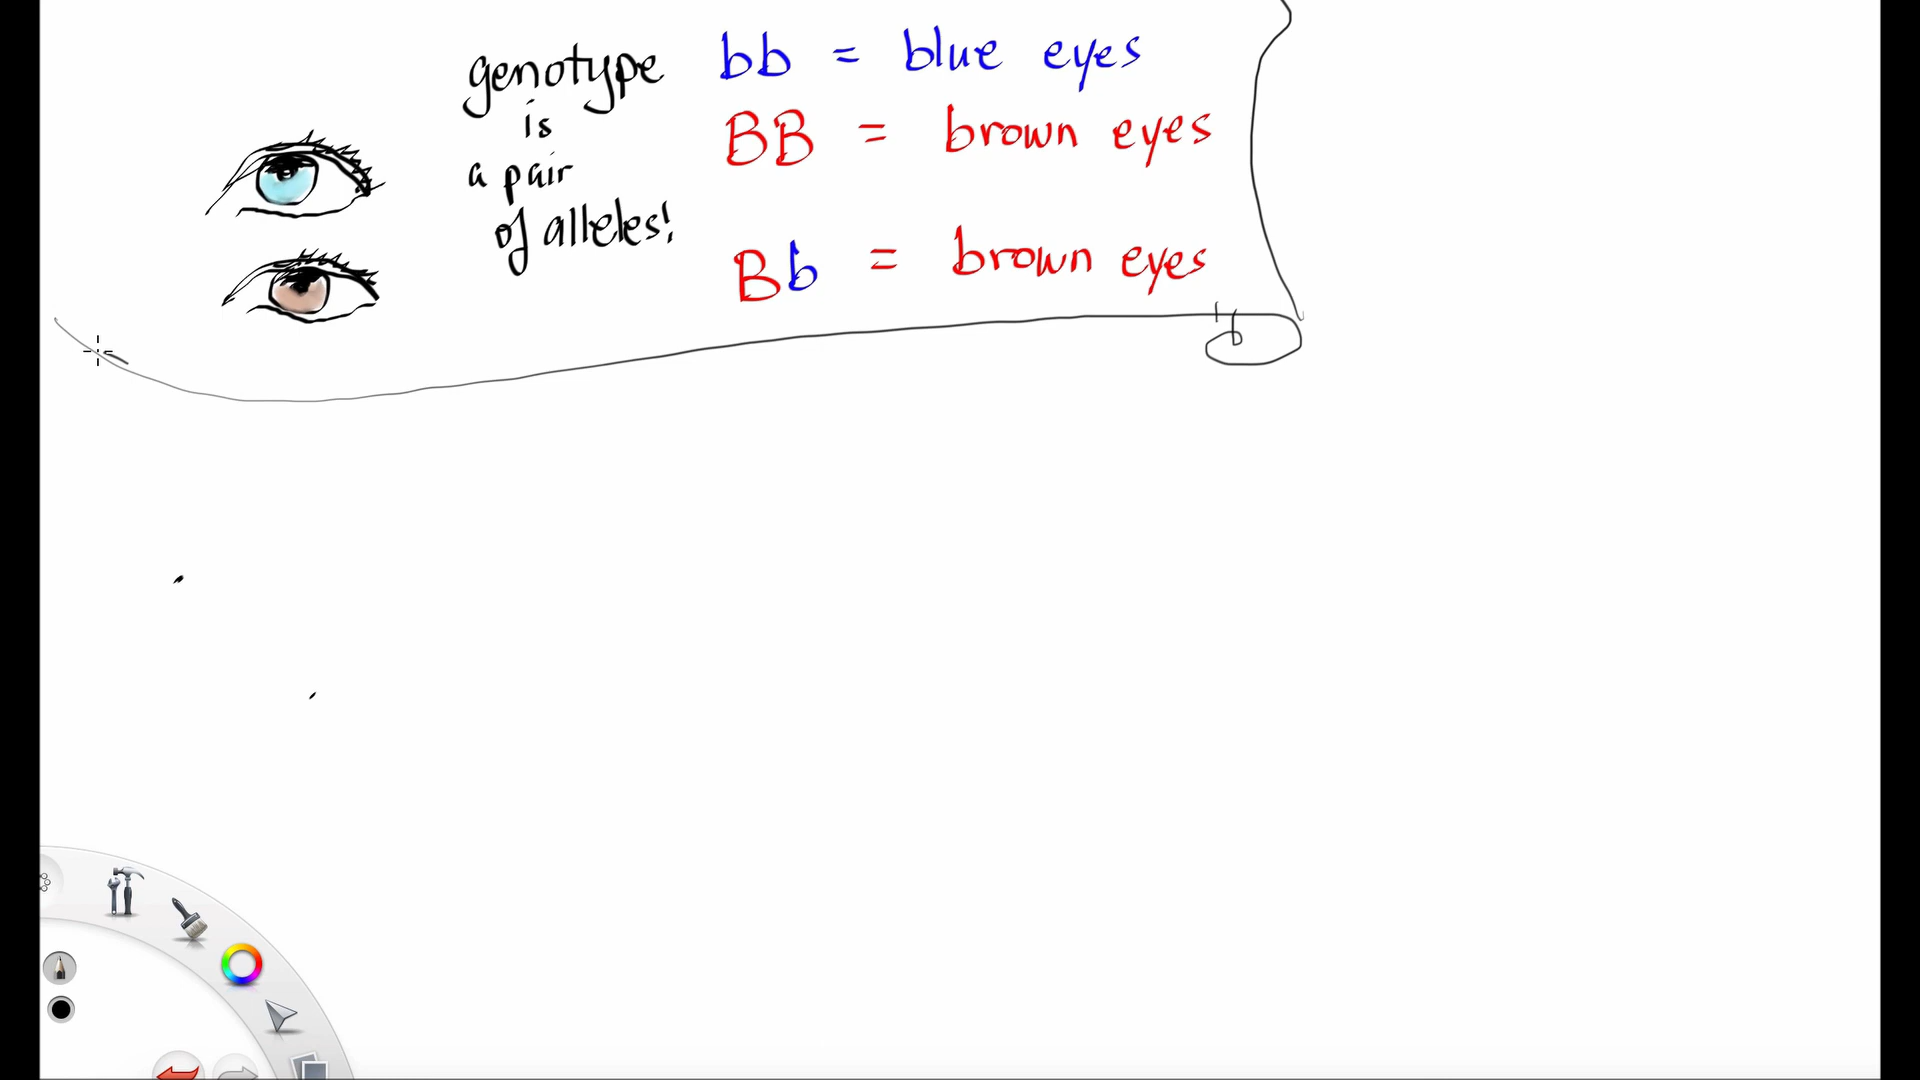 genotype
is
a pair
of alleles!
bb = blue eyes
BB = brown eyes
Bb = brown eyes